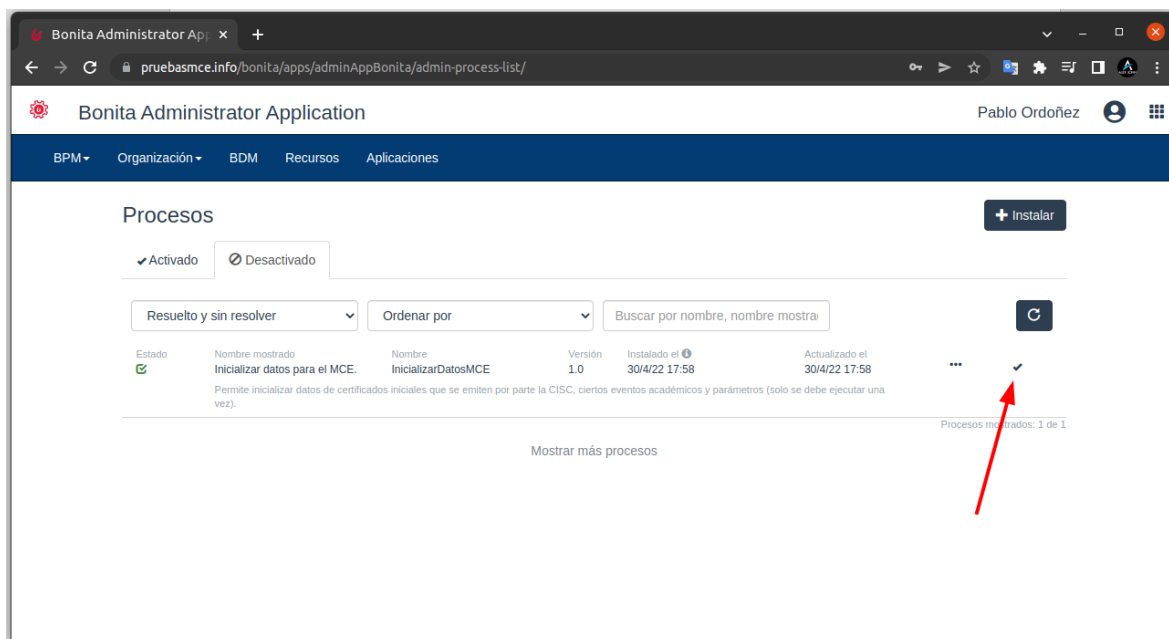 Bonita Administrator Ap
pruebasmce.info/bonita/apps/adminAppBonita/admin-process-list/
Bonita Administrator Application
Pablo Ordoñez
BPM Organización BDM Recursos Aplicaciones
Procesos
Instalar
Activado Desactivado
Resuelto y sin resolver Ordenar por Buscar por nombre, nombre mostra
Estado Nombre mostrado Nombre Versión Instalado el Actualizado el
Inicializar datos para el MCE. InicializarDatosMCE 1.0 30/4/22 17:58 30/4/22 17:58
Permite inicializar datos de certificados iniciales que se emiten por parte la CISC, ciertos eventos académicos y parámetros (solo se debe ejecutar una
vez).
Procesos mostrados: 1 de 1
Mostrar más procesos